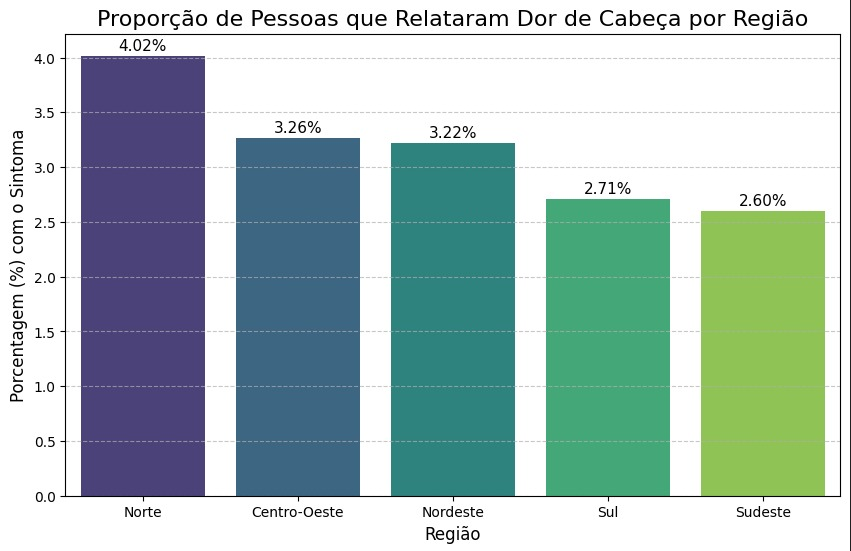 Proporção de Pessoas que Relataram Dor de Cabeça por Região
Porcentagem (%) com o Sintoma
4.0
3.5
3.0
2.5
2.0
1.5
1.0
0.5
0.0
4.02%
3.26%
3.22%
2.71%
2.60%
Norte
Centro-Oeste
Nordeste
Sul
Sudeste
Região